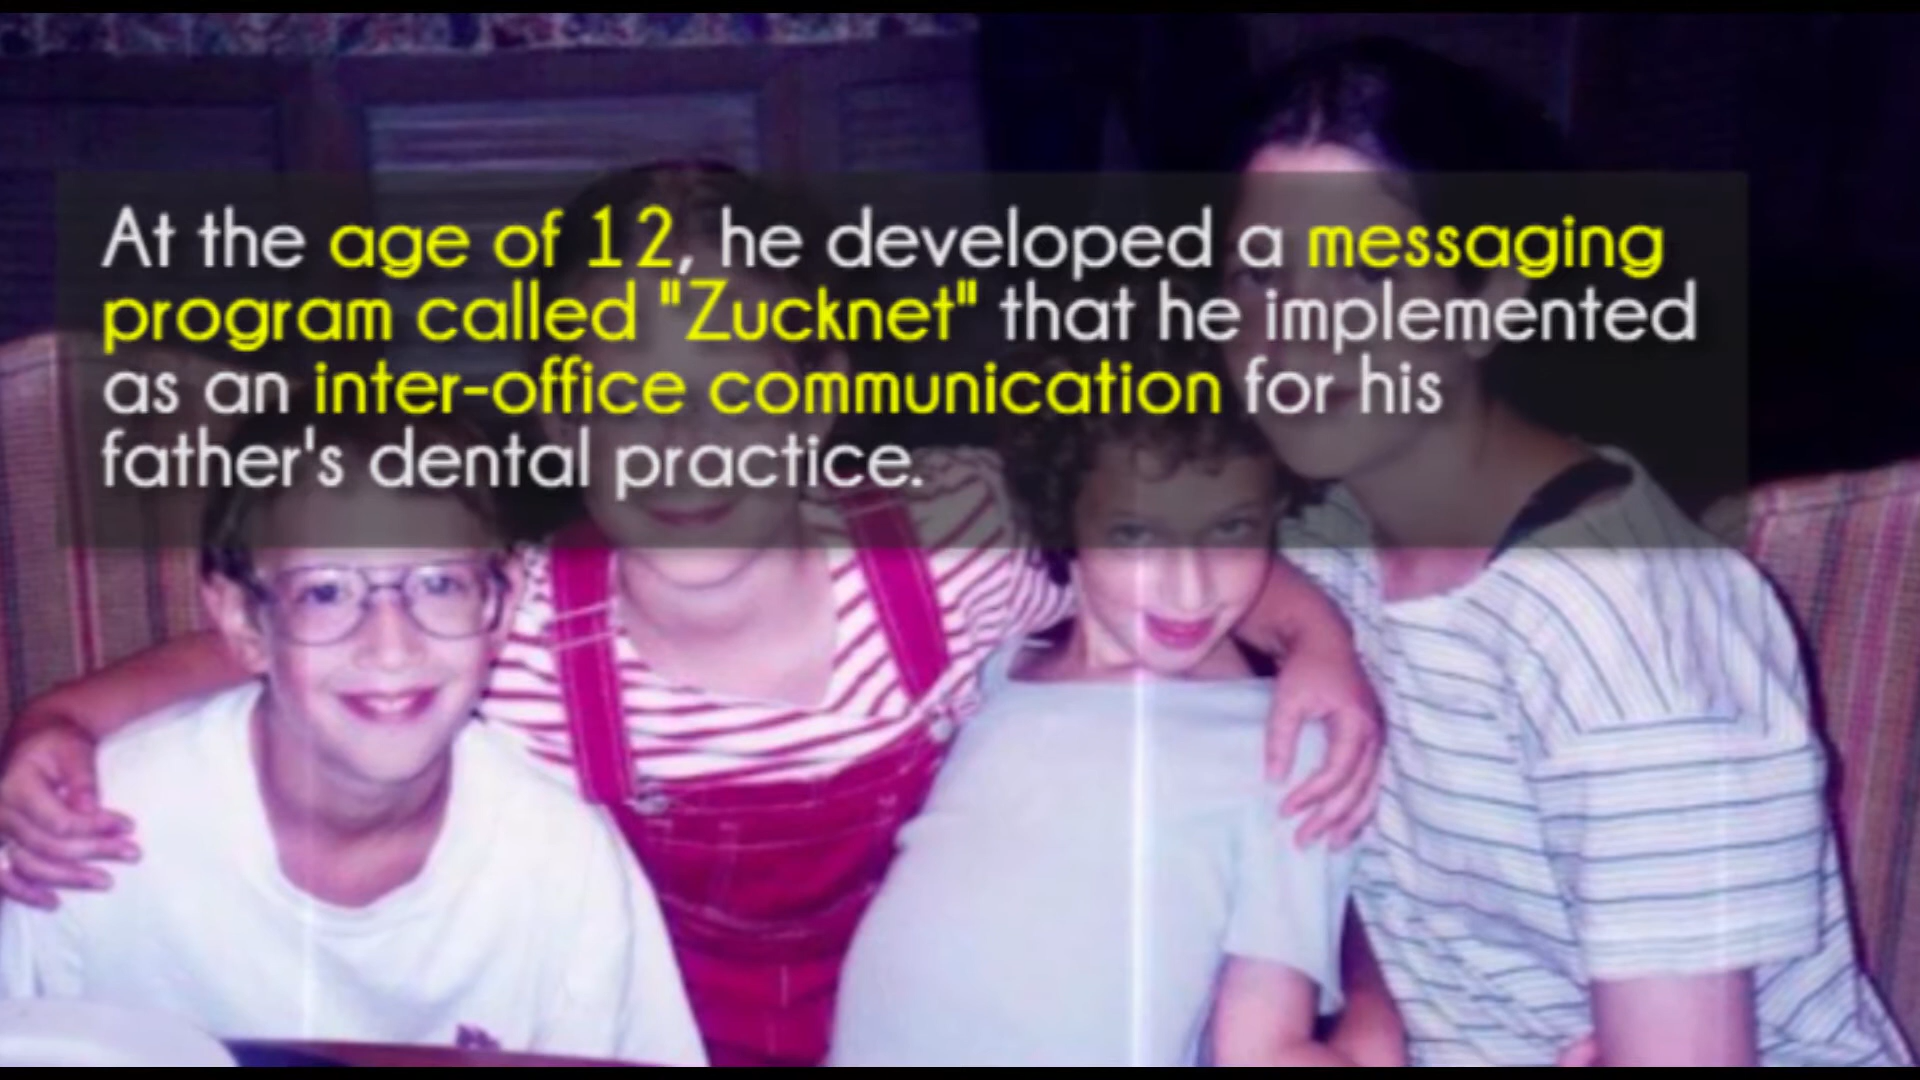 At the age of 12, he developed a messaging
program called "Zucknet" that he implemented
as an inter-office communication for his
father's dental practice.